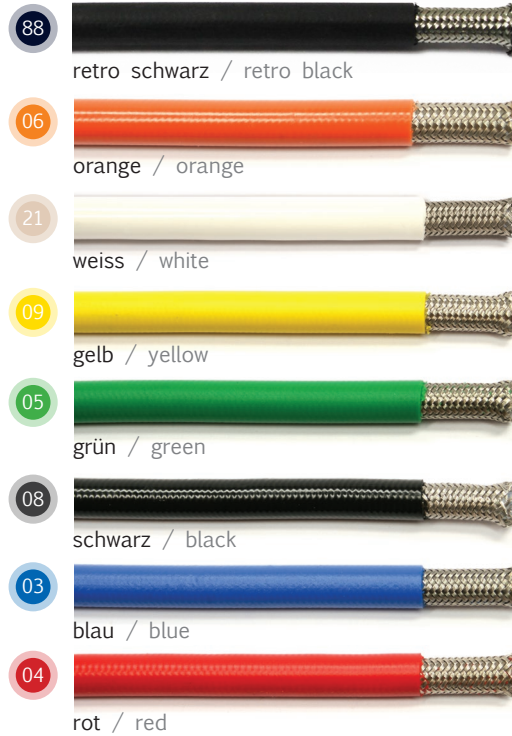 88
retro schwarz / retro black
06
orange / orange
21
weiss / white
09
gelb / yellow
05
grün / green
08
schwarz / black
03
blau / blue
04
rot / red